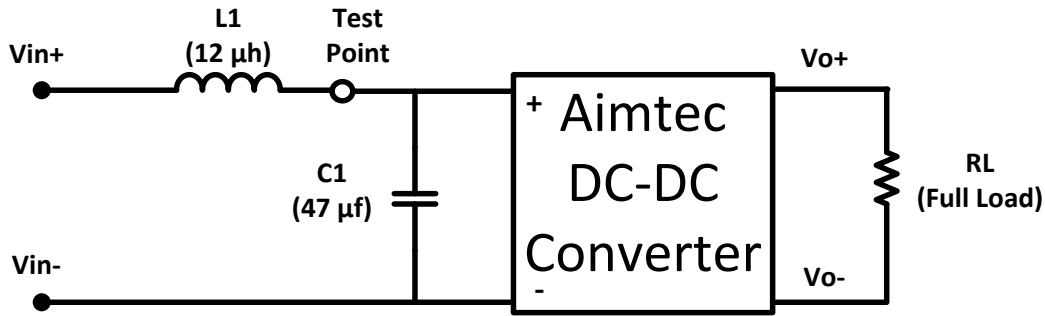 L1
(12 μh)
Test
Point
Vin+
Vo+
+
Aimtec
DC-DC
Converter
-
C1
(47 μf)
RL
(Full Load)
Vin-
Vo-